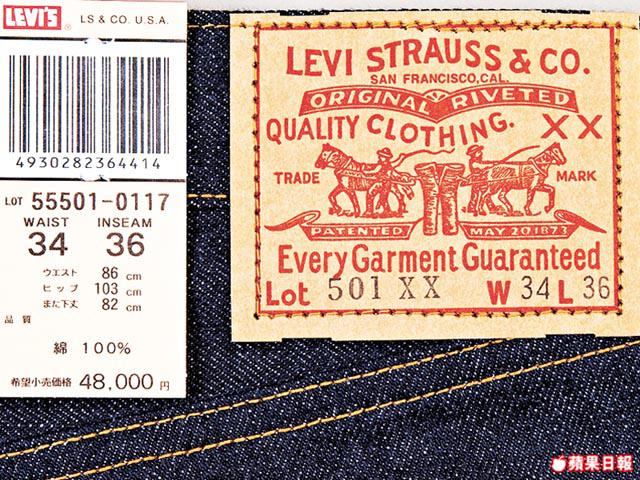 LEVI'S LS & CO. U.S.A.
4930282364414
LOT 55501-0117
WAIST INSEAM
34 36
ウエスト 86 cm
ヒップ 103 cm
また下丈 82 cm
品質
綿 100%
希望小売価格 48,000円
LEVI STRAUSS & CO.
SAN FRANCISCO, CAL.
ORIGINAL RIVETED
QUALITY CLOTHING. XX
TRADE MARK
PATENTED MAY 20 1873
Every Garment Guaranteed
Lot 501 XX W 34 L 36
蘋果日報